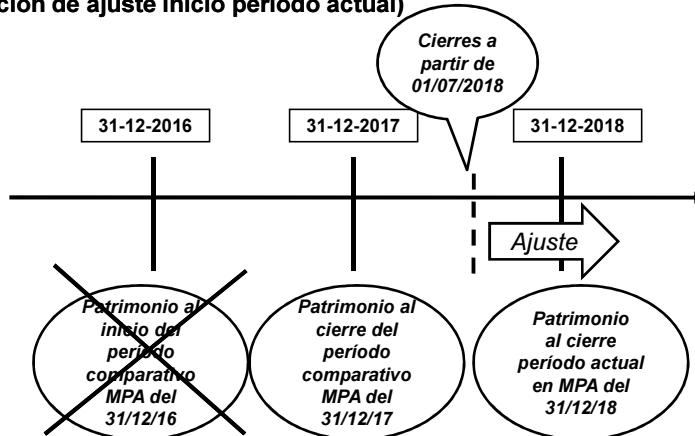 ción de ajuste inicio período actual)
Cierres a
partir de
01/07/2018
31-12-2016
31-12-2017
31-12-2018
Ajuste
Patrimonio al
inicio del
período
comparativo
MPA del
31/12/16
Patrimonio al
cierre del
período
comparativo
MPA del
31/12/17
Patrimonio
al cierre
período actual
en MPA del
31/12/18